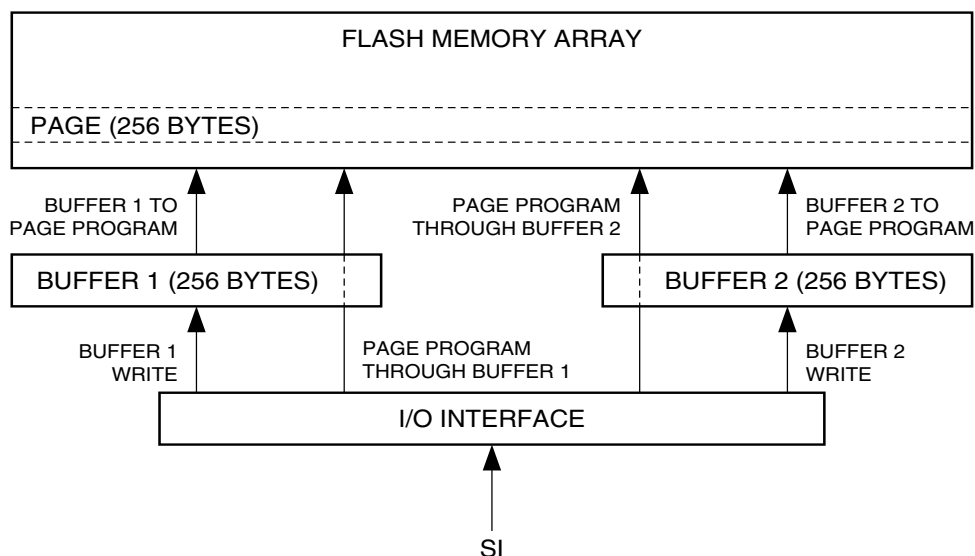 FLASH MEMORY ARRAY
PAGE (256 BYTES)
BUFFER 1 TO
PAGE PROGRAM
PAGE PROGRAM
THROUGH BUFFER 2
BUFFER 2 TO
PAGE PROGRAM
BUFFER 1 (256 BYTES)
BUFFER 2 (256 BYTES)
BUFFER 1
WRITE
PAGE PROGRAM
THROUGH BUFFER 1
BUFFER 2
WRITE
I/O INTERFACE
SI